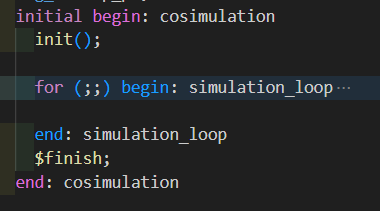 initial begin: cosimulation
init();
for (;;) begin: simulation_loop···
end: simulation_loop
$finish;
end: cosimulation